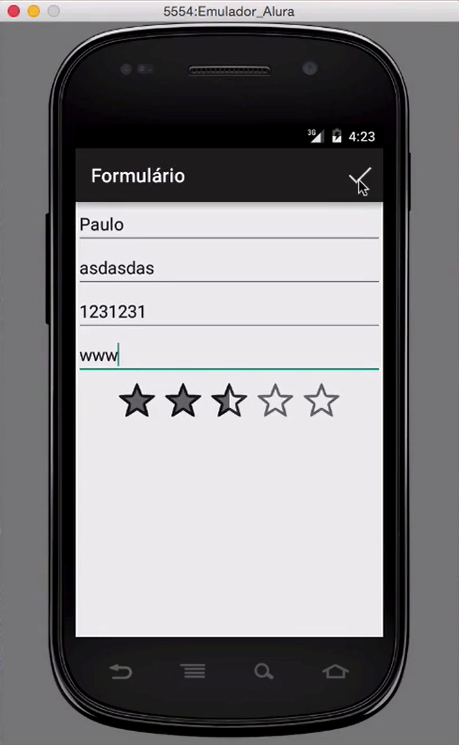 5554:Emulador_Alura
3G 4:23
Formulário
Paulo
asdasdas
1231231
www